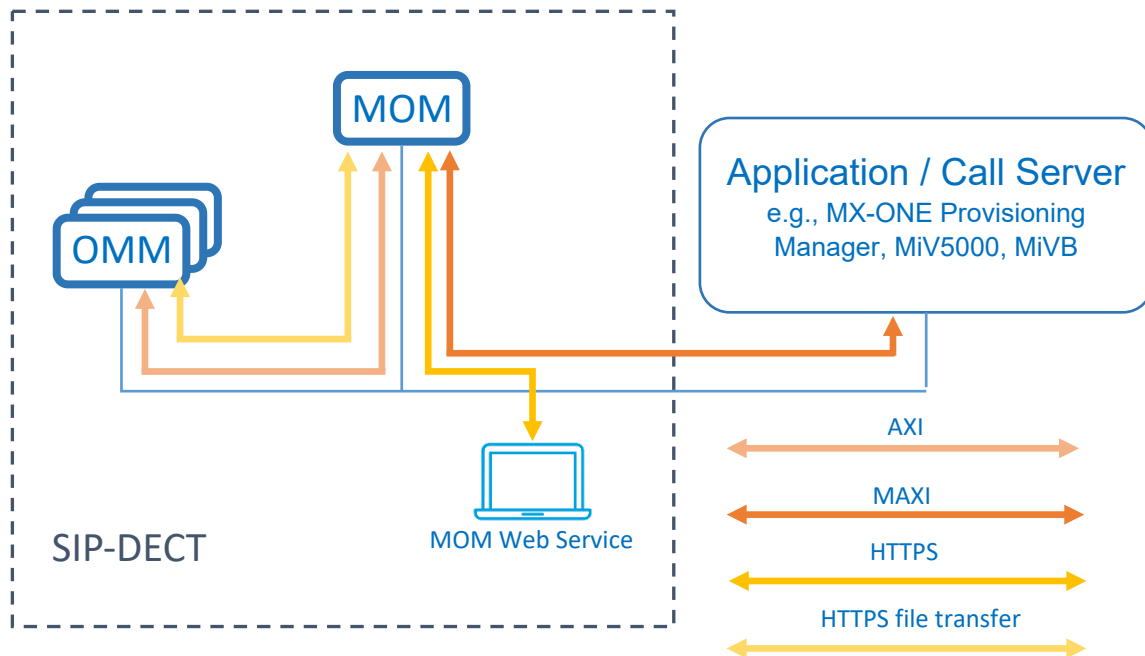 MOM
OMM
Application / Call Server
e.g., MX-ONE Provisioning
Manager, MiV5000, MiVB
MOM Web Service
SIP-DECT
AXI
MAXI
HTTPS
HTTPS file transfer